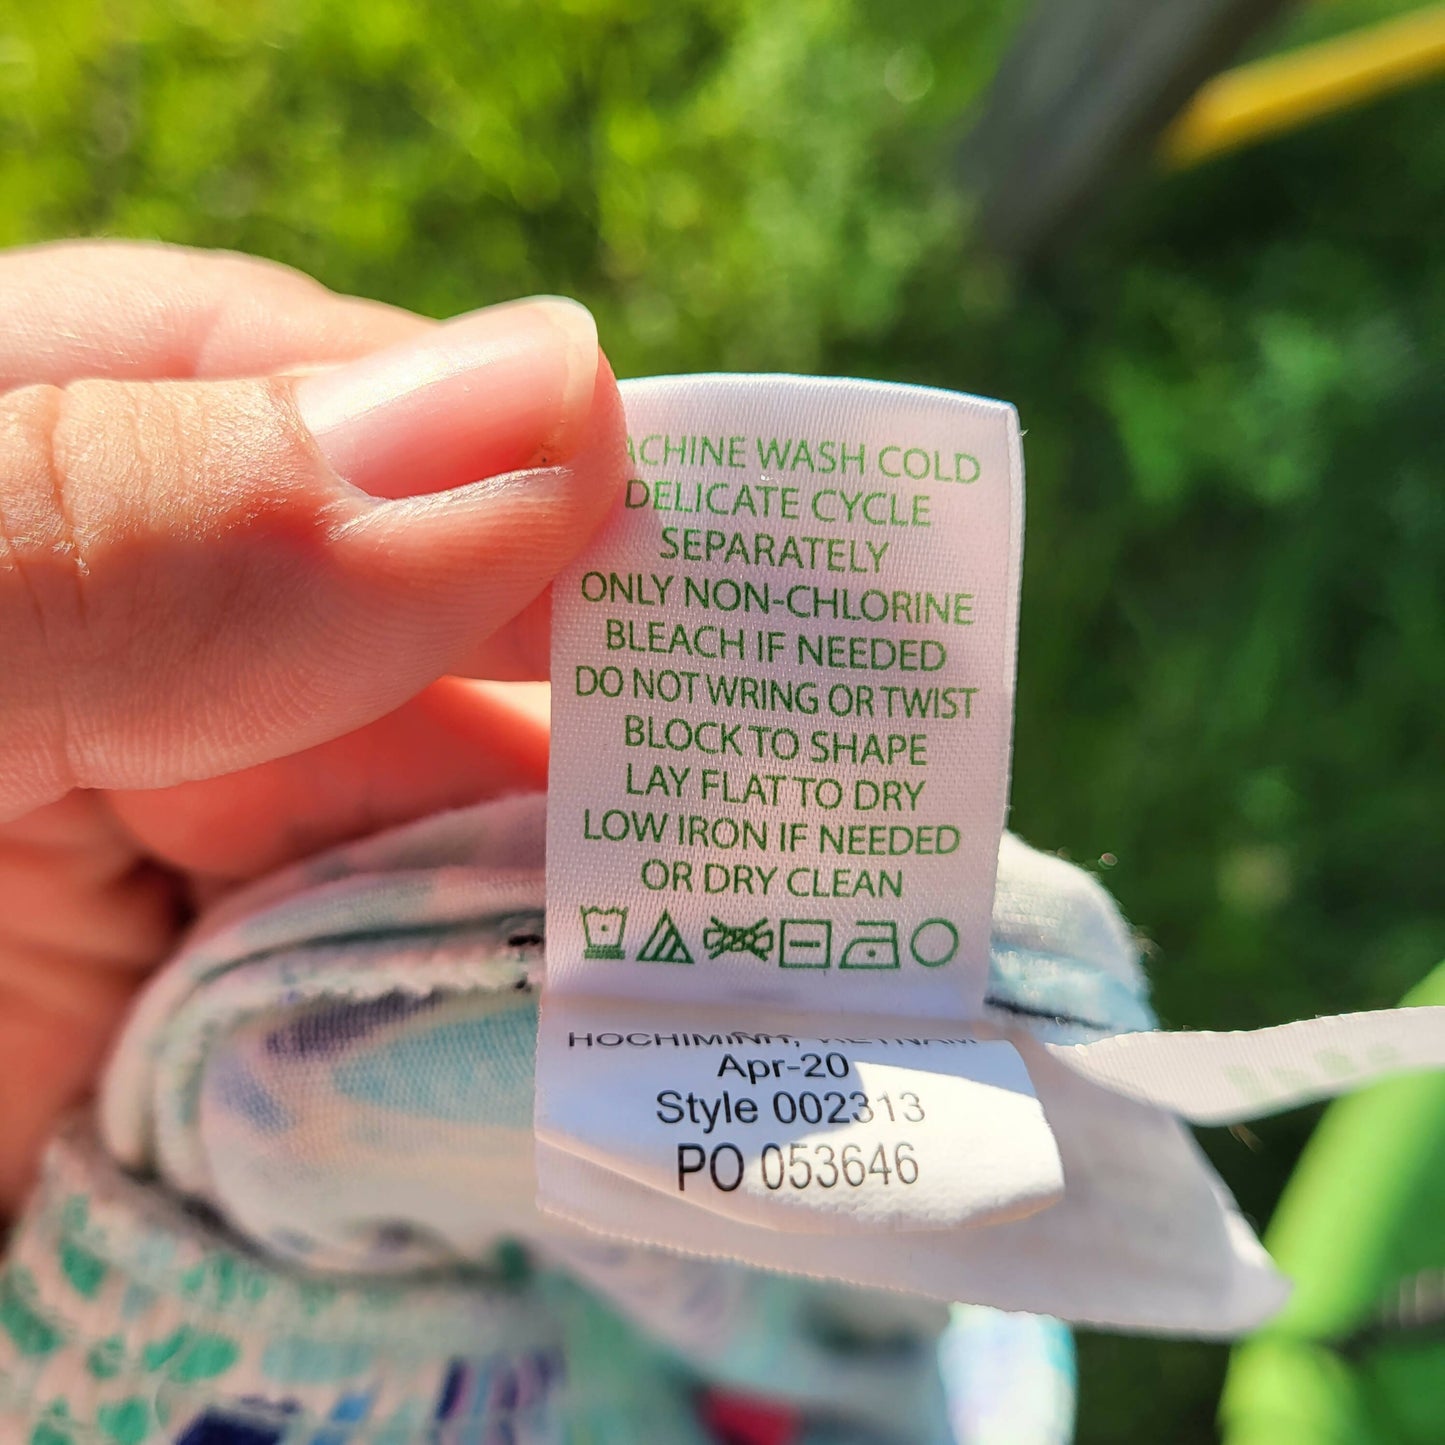 MACHINE WASH COLD
DELICATE CYCLE
SEPARATELY
ONLY NON-CHLORINE
BLEACH IF NEEDED
DO NOT WRING OR TWIST
BLOCK TO SHAPE
LAY FLAT TO DRY
LOW IRON IF NEEDED
OR DRY CLEAN
HOCHIMINH, VIETNAM
Apr-20
Style 002313
PO 053646